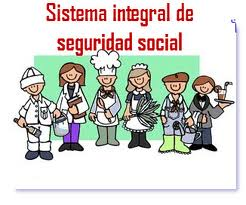 Sistema integral de
seguridad social